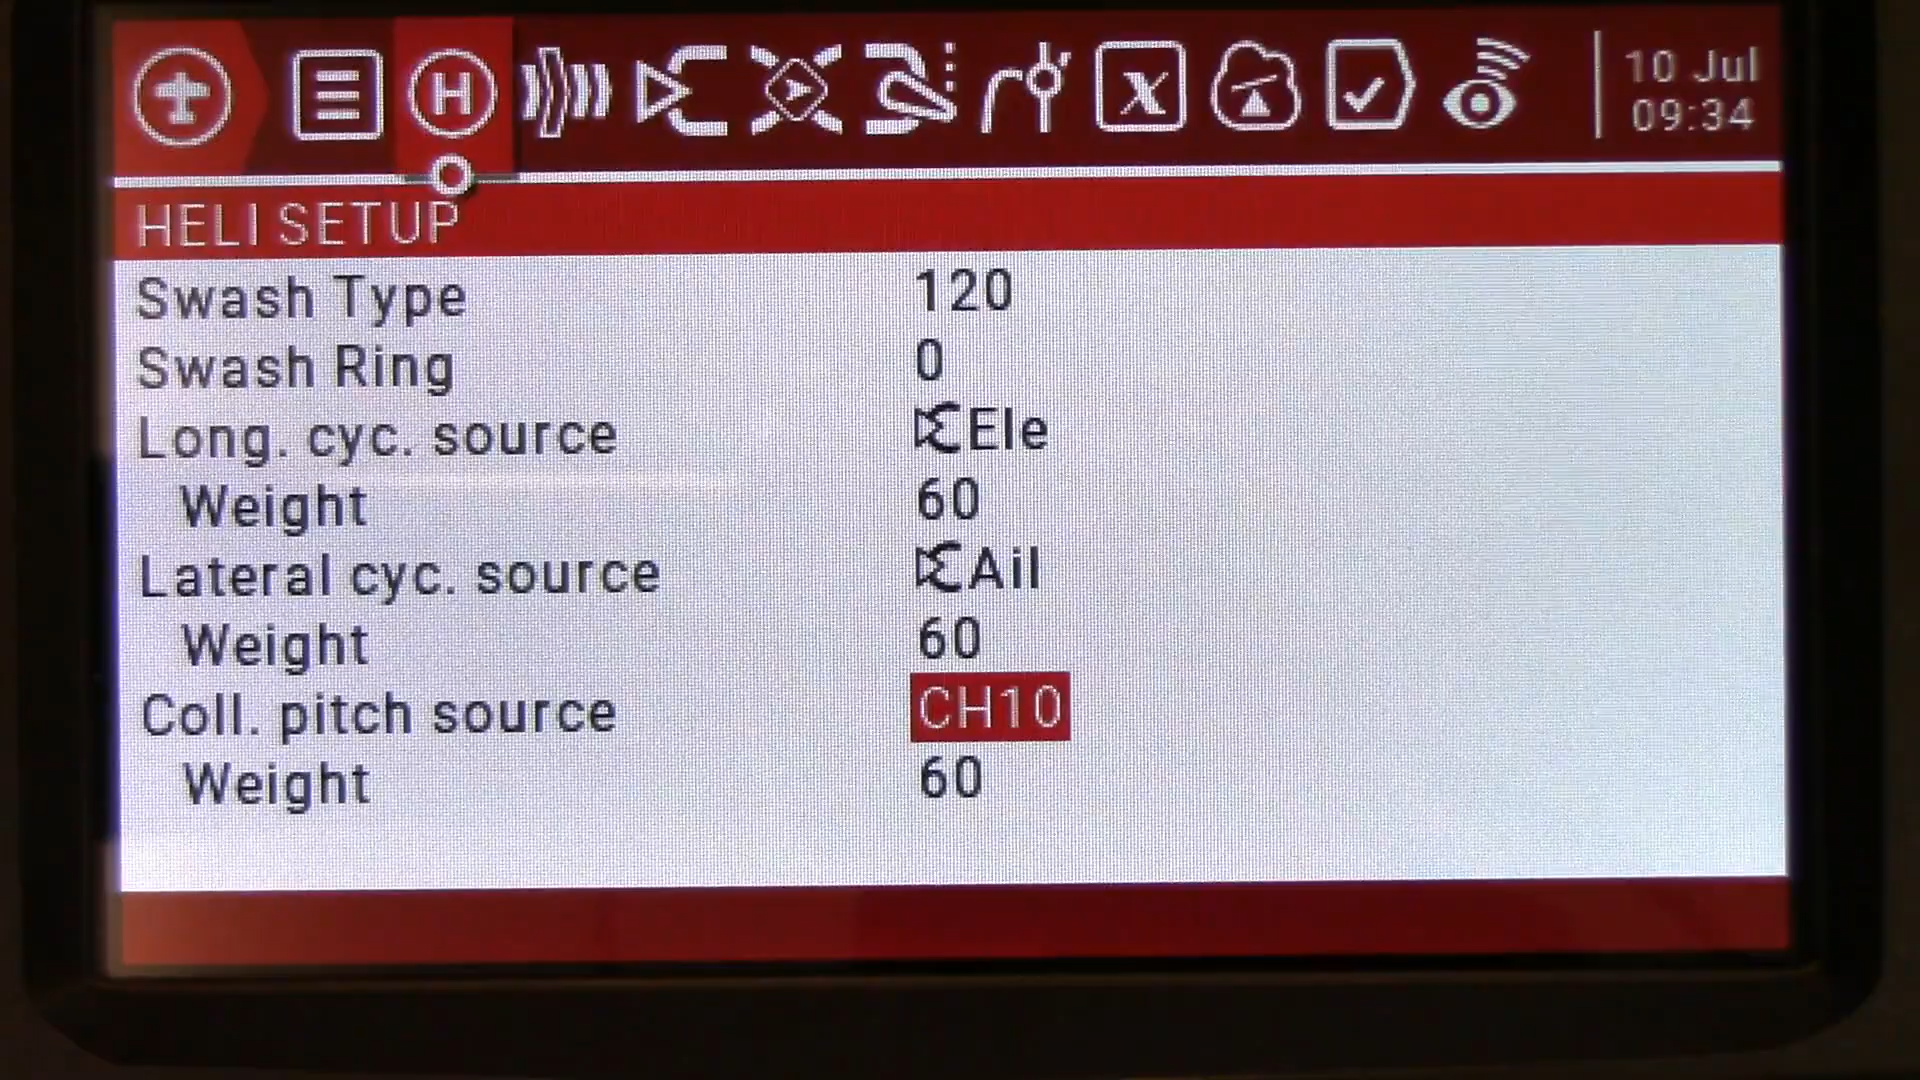 10 Jul
09:34
HELI SETUP
Swash Type 120
Swash Ring 0
Long. cyc. source Ele
Weight 60
Lateral cyc. source Ail
Weight 60
Coll. pitch source CH10
Weight 60